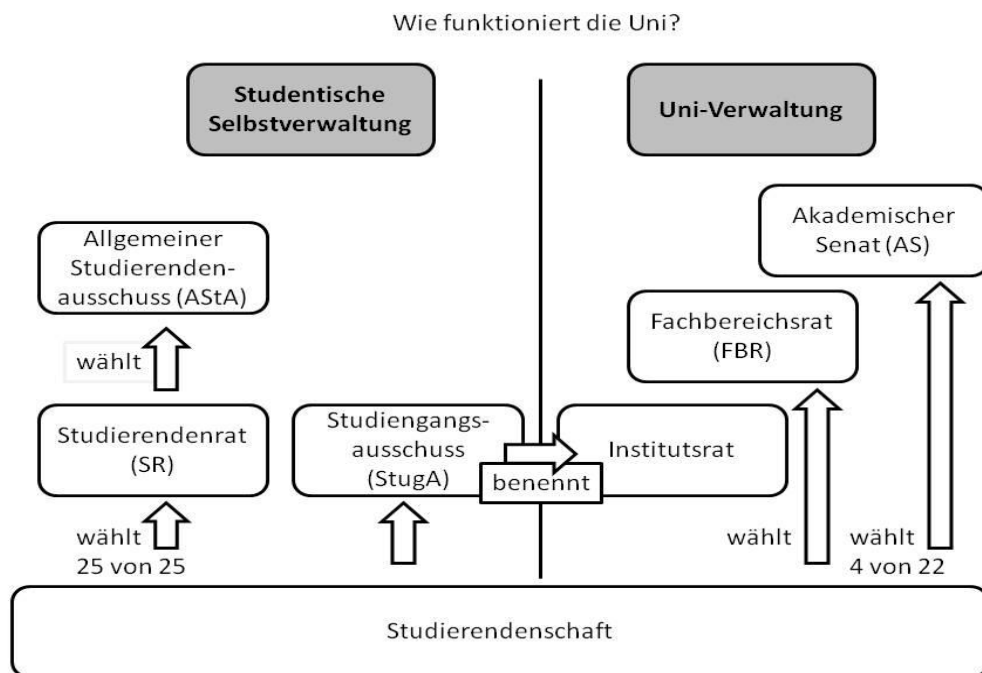 Wie funktioniert die Uni?
Studentische
Selbstverwaltung
Uni-Verwaltung
Akademischer
Senat (AS)
Allgemeiner
Studierenden-
ausschuss (AStA)
Fachbereichsrat
(FBR)
wählt
Studierendenrat
(SR)
Studiengangs-
ausschuss
(StugA)
benennt
Institutsrat
wählt
25 von 25
wählt
wählt
4 von 22
Studierendenschaft